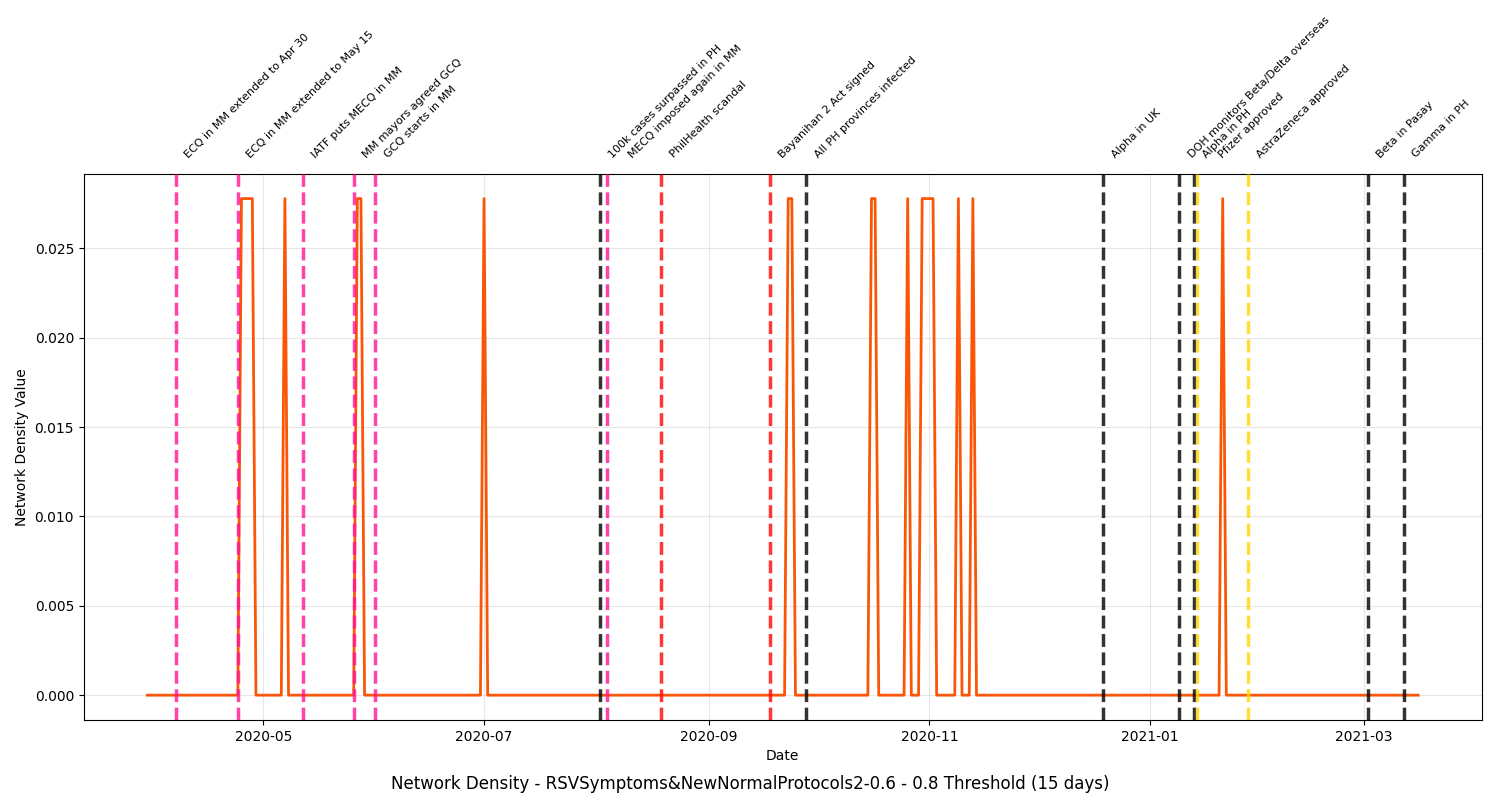 ECQ in MM extended to Apr 30
ECQ in MM extended to May 15
IATF puts MECQ in MM
MM mayors agreed GCQ
GCQ starts in MM
100k cases surpassed in PH
MECQ imposed again in MM
PhilHealth scandal
Bayanihan 2 Act signed
All PH provinces infected
Alpha in UK
DOH monitors Beta/Delta overseas
Alpha in PH
Pfizer approved
AstraZeneca approved
Beta in Pasay
Gamma in PH
Network Density Value
0.025
0.020
0.015
0.010
0.005
0.000
2020-05
2020-07
2020-09
2020-11
2021-01
2021-03
Date
Network Density - RSVSymptoms&NewNormalProtocols2-0.6 - 0.8 Threshold (15 days)